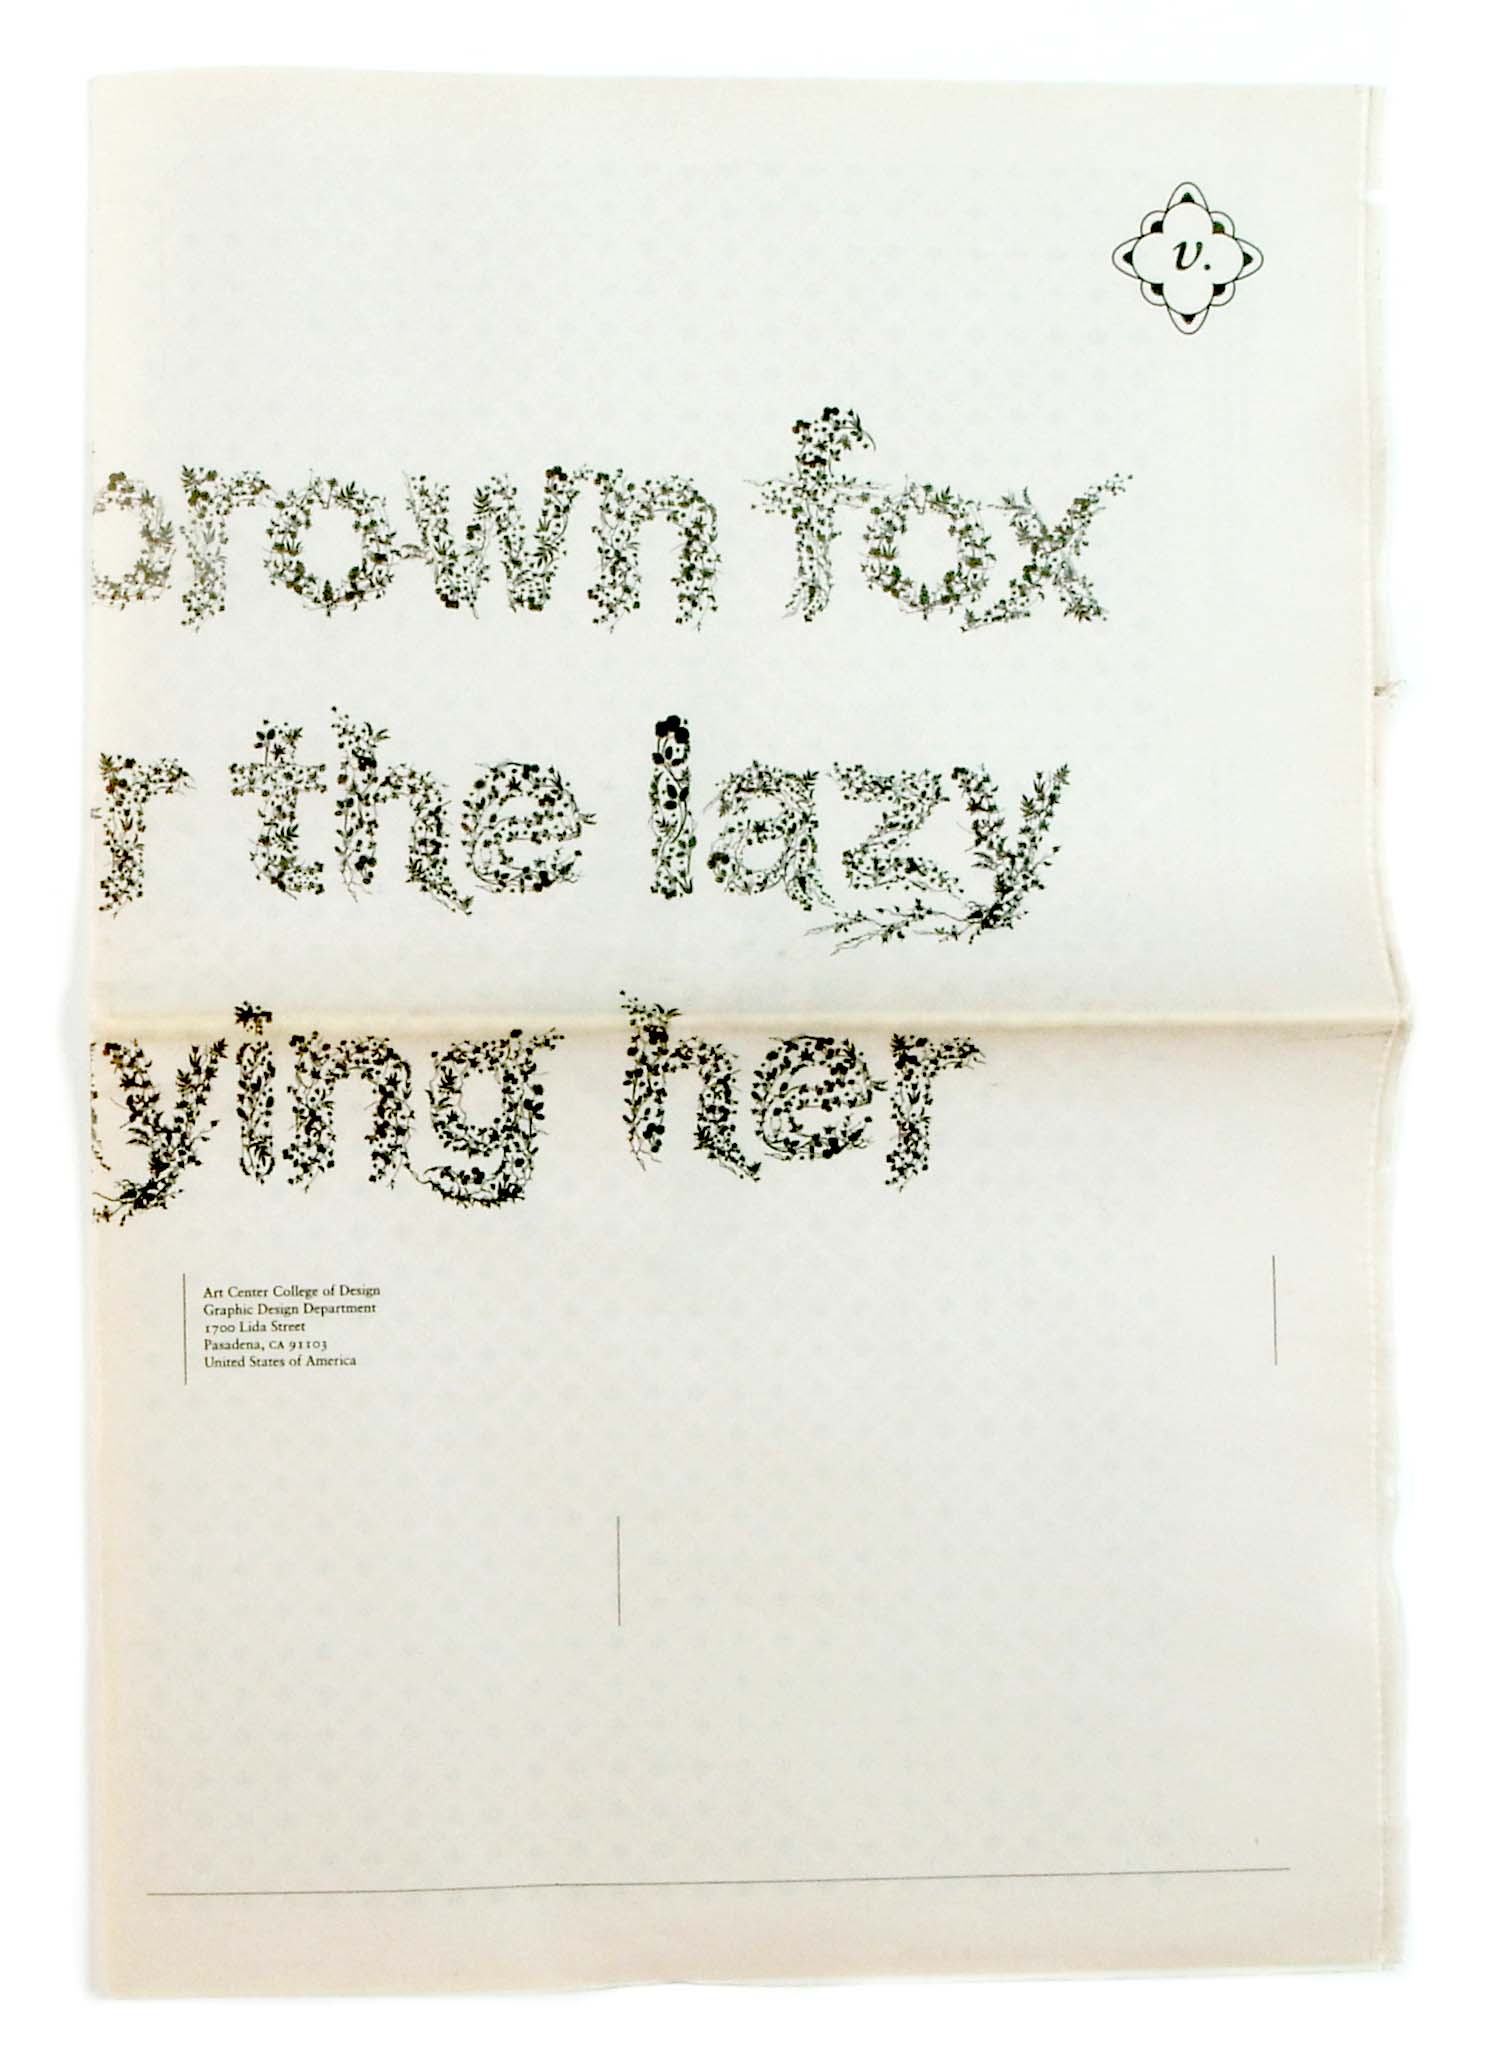 v.
brown fox
r the lazy
ying her
Art Center College of Design
Graphic Design Department
1700 Lida Street
Pasadena, CA 91103
United States of America